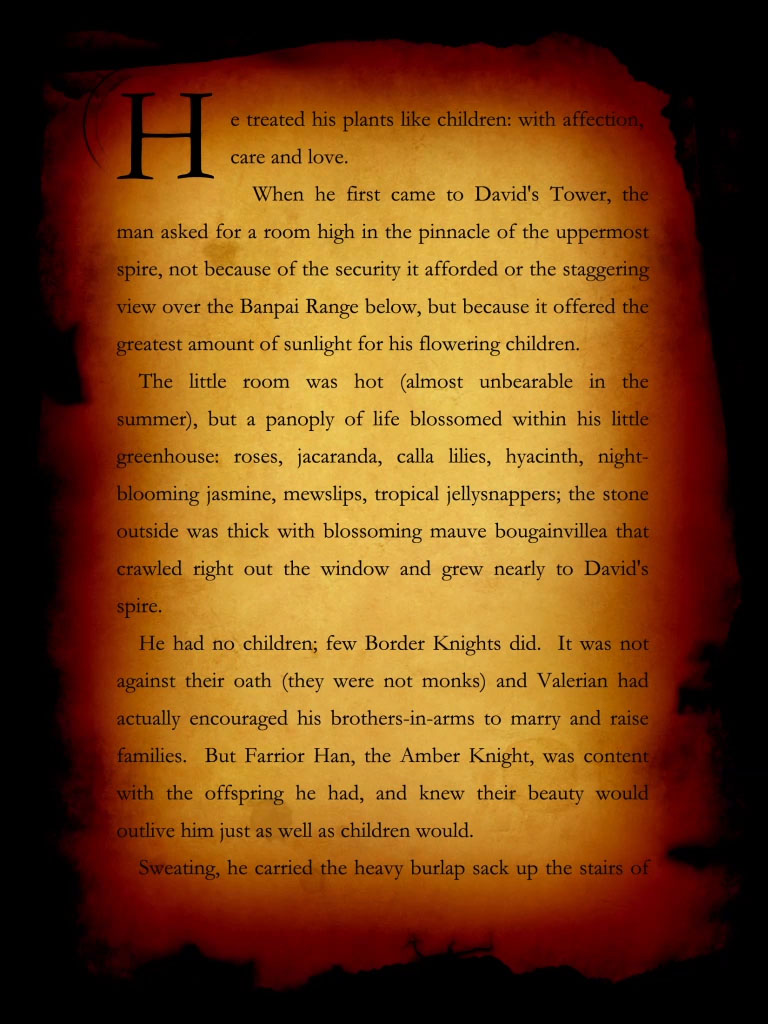 He treated his plants like children: with affection,
care and love.
When he first came to David's Tower, the
man asked for a room high in the pinnacle of the uppermost
spire, not because of the security it afforded or the staggering
view over the Banpai Range below, but because it offered the
greatest amount of sunlight for his flowering children.
The little room was hot (almost unbearable in the
summer), but a panoply of life blossomed within his little
greenhouse: roses, jacaranda, calla lilies, hyacinth, night-
blooming jasmine, mewslips, tropical jellysnappers; the stone
outside was thick with blossoming mauve bougainvillea that
crawled right out the window and grew nearly to David's
spire.
He had no children; few Border Knights did.  It was not
against their oath (they were not monks) and Valerian had
actually encouraged his brothers-in-arms to marry and raise
families.  But Farrior Han, the Amber Knight, was content
with the offspring he had, and knew their beauty would
outlive him just as well as children would.
Sweating, he carried the heavy burlap sack up the stairs of